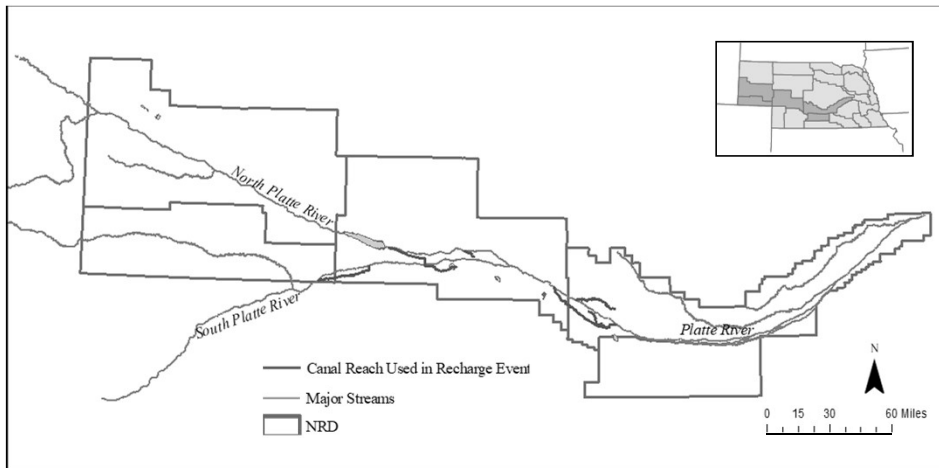 North Platte River
South Platte River
Platte River
Canal Reach Used in Recharge Event
Major Streams
NRD
N
0 15 30 60 Miles